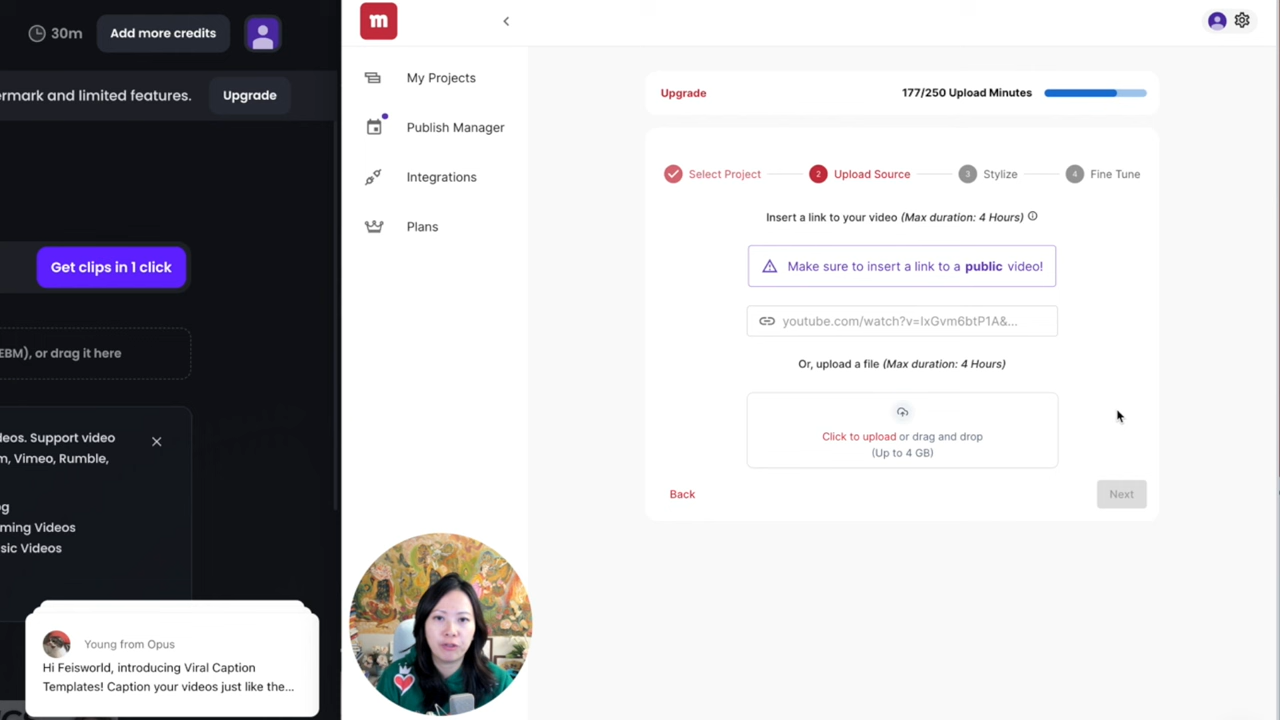 30m
Add more credits
ermark and limited features.
Upgrade
Get clips in 1 click
EBM), or drag it here
deos. Support video
m, Vimeo, Rumble,
og
ming Videos
sic Videos
Young from Opus
Hi Feisworld, introducing Viral Caption
Templates! Caption your videos just like the...
m
My Projects
Publish Manager
Integrations
Plans
Upgrade
177/250 Upload Minutes
Select Project
2 Upload Source
3 Stylize
4 Fine Tune
Insert a link to your video (Max duration: 4 Hours)
Make sure to insert a link to a public video!
youtube.com/watch?v=lxGvm6btP1A&...
Or, upload a file (Max duration: 4 Hours)
Click to upload or drag and drop
(Up to 4 GB)
Back
Next